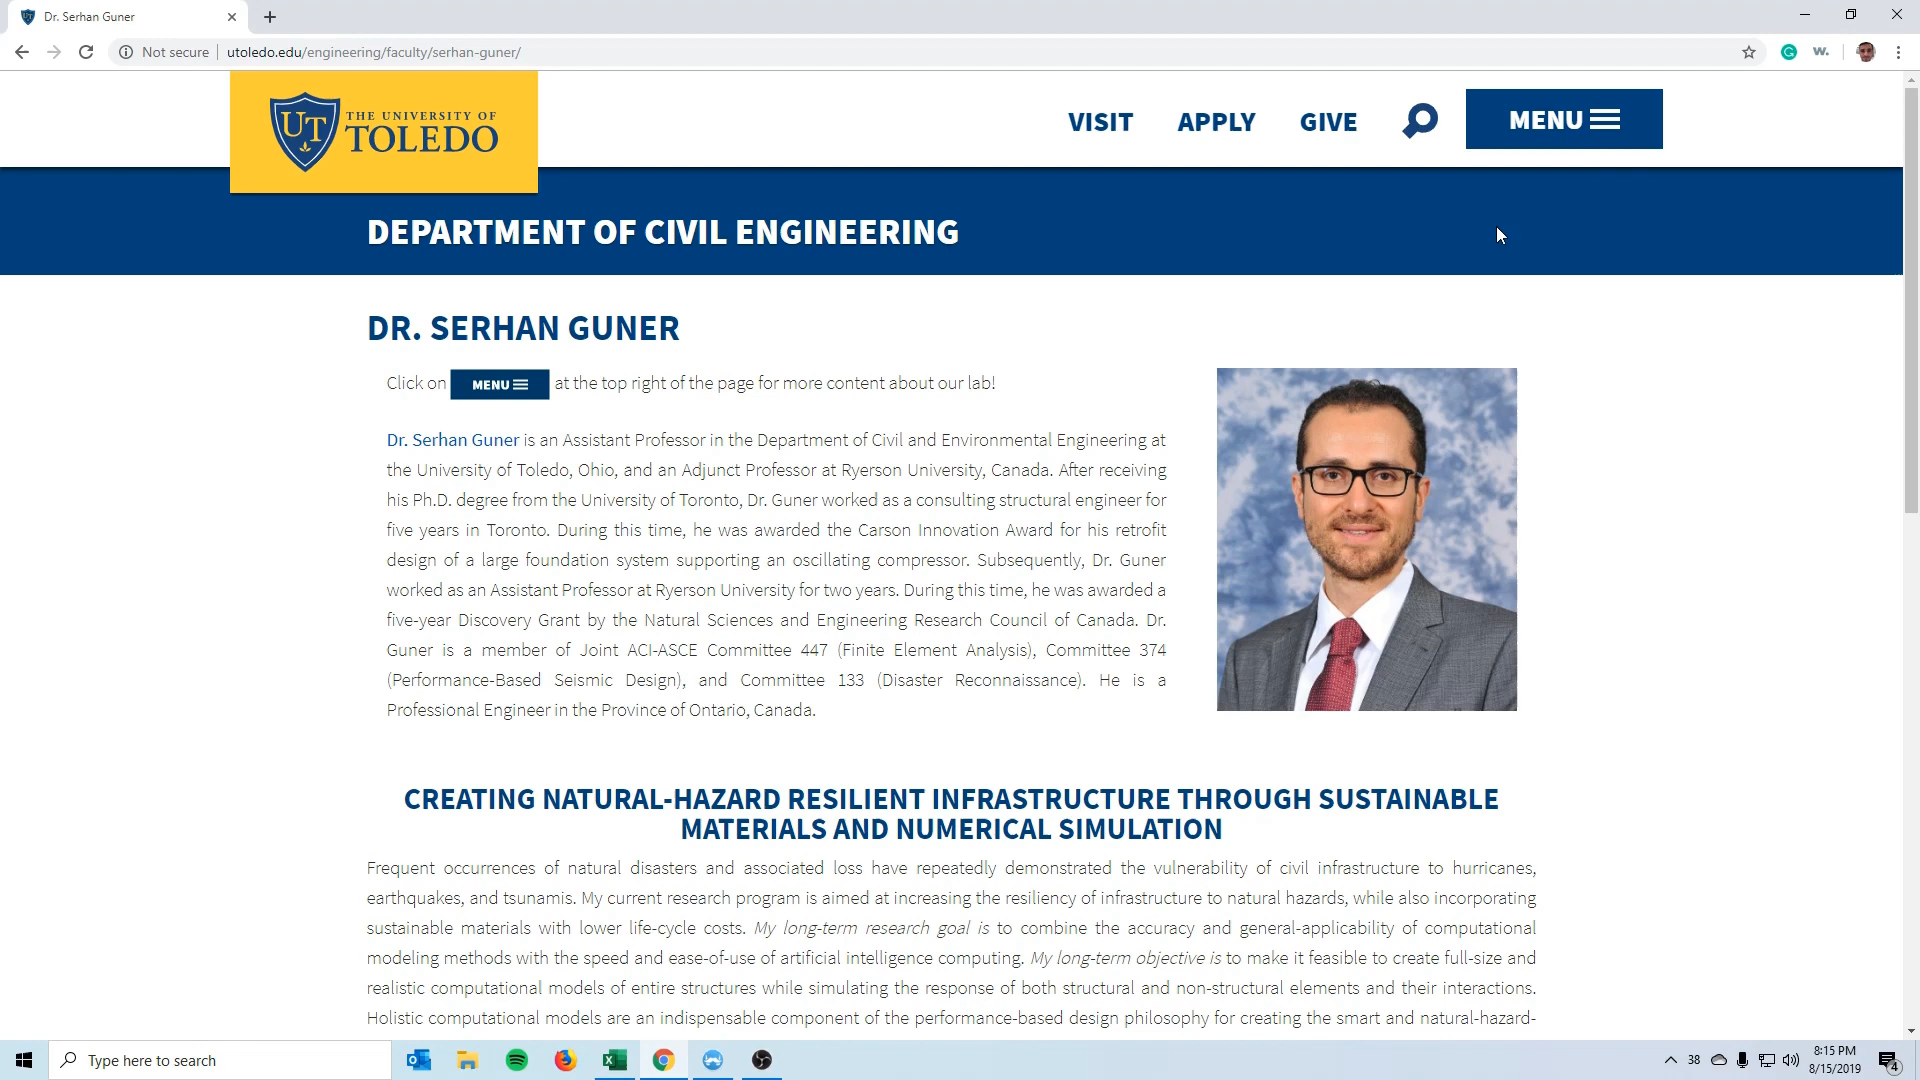 Dr. Serhan Guner
Not secure
utoledo.edu/engineering/faculty/serhan-guner/
w.
UT
THE UNIVERSITY OF
TOLEDO
VISIT
APPLY
GIVE
MENU
DEPARTMENT OF CIVIL ENGINEERING
DR. SERHAN GUNER
Click on MENU at the top right of the page for more content about our lab!
Dr. Serhan Guner is an Assistant Professor in the Department of Civil and Environmental Engineering at
the University of Toledo, Ohio, and an Adjunct Professor at Ryerson University, Canada. After receiving
his Ph.D. degree from the University of Toronto, Dr. Guner worked as a consulting structural engineer for
five years in Toronto. During this time, he was awarded the Carson Innovation Award for his retrofit
design of a large foundation system supporting an oscillating compressor. Subsequently, Dr. Guner
worked as an Assistant Professor at Ryerson University for two years. During this time, he was awarded a
five-year Discovery Grant by the Natural Sciences and Engineering Research Council of Canada. Dr.
Guner is a member of Joint ACI-ASCE Committee 447 (Finite Element Analysis), Committee 374
(Performance-Based Seismic Design), and Committee 133 (Disaster Reconnaissance). He is a
Professional Engineer in the Province of Ontario, Canada.
CREATING NATURAL-HAZARD RESILIENT INFRASTRUCTURE THROUGH SUSTAINABLE
MATERIALS AND NUMERICAL SIMULATION
Frequent occurrences of natural disasters and associated loss have repeatedly demonstrated the vulnerability of civil infrastructure to hurricanes,
earthquakes, and tsunamis. My current research program is aimed at increasing the resiliency of infrastructure to natural hazards, while also incorporating
sustainable materials with lower life-cycle costs. My long-term research goal is to combine the accuracy and general-applicability of computational
modeling methods with the speed and ease-of-use of artificial intelligence computing. My long-term objective is to make it feasible to create full-size and
realistic computational models of entire structures while simulating the response of both structural and non-structural elements and their interactions.
Holistic computational models are an indispensable component of the performance-based design philosophy for creating the smart and natural-hazard-
Type here to search
38
8:15 PM
8/15/2019
4